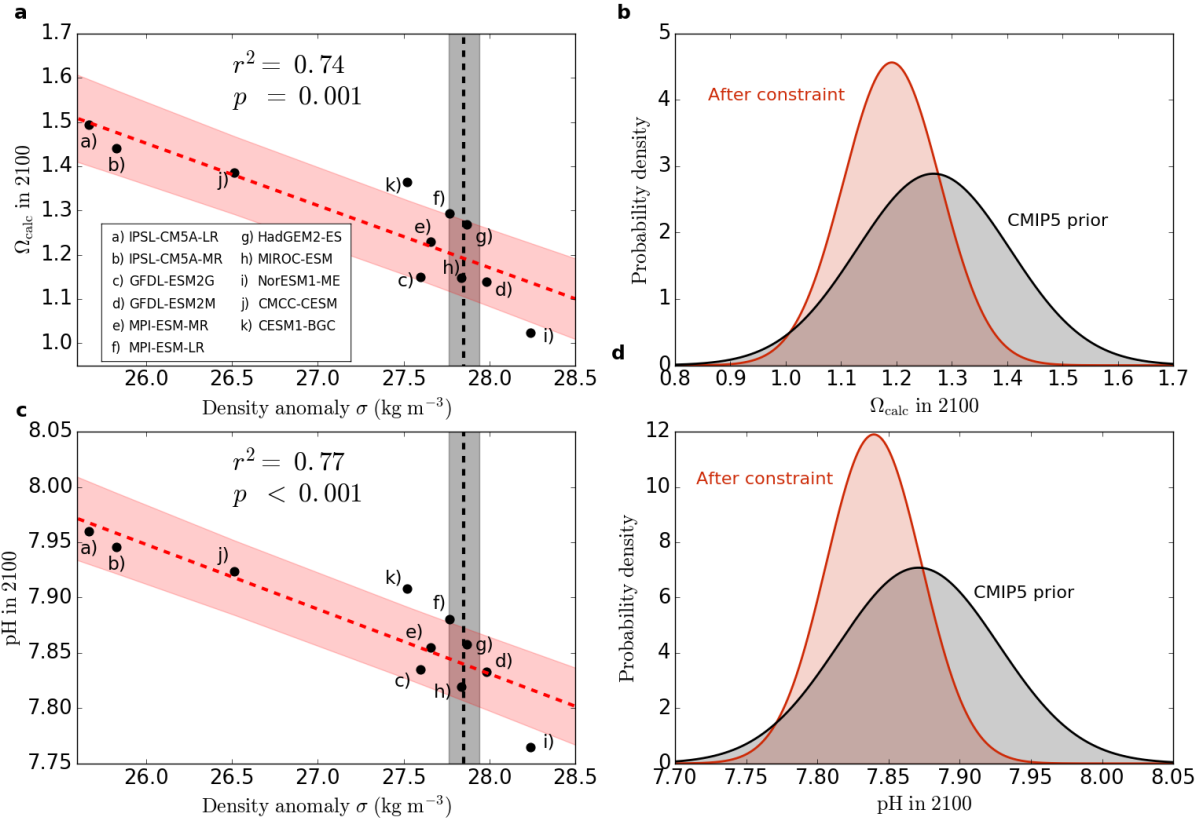 a
1.7
1.6
1.5
1.4
1.3
1.2
1.1
1.0
Ω_calc in 2100
r² = 0.74
p = 0.001
a)
b)
j)
k)
f)
e)
g)
c)
h)
d)
i)
a) IPSL-CM5A-LR
b) IPSL-CM5A-MR
c) GFDL-ESM2G
d) GFDL-ESM2M
e) MPI-ESM-MR
f) MPI-ESM-LR
g) HadGEM2-ES
h) MIROC-ESM
i) NorESM1-ME
j) CMCC-CESM
k) CESM1-BGC
26.0 26.5 27.0 27.5 28.0 28.5
Density anomaly σ (kg m⁻³)
b
5
4
3
2
1
0
Probability density
After constraint
CMIP5 prior
0.8 0.9 1.0 1.1 1.2 1.3 1.4 1.5 1.6 1.7
Ω_calc in 2100
c
8.05
8.00
7.95
7.90
7.85
7.80
7.75
pH in 2100
r² = 0.77
p < 0.001
a)
b)
j)
k)
f)
e)
g)
c)
h)
d)
i)
26.0 26.5 27.0 27.5 28.0 28.5
Density anomaly σ (kg m⁻³)
d
12
10
8
6
4
2
0
Probability density
After constraint
CMIP5 prior
7.70 7.75 7.80 7.85 7.90 7.95 8.00 8.05
pH in 2100